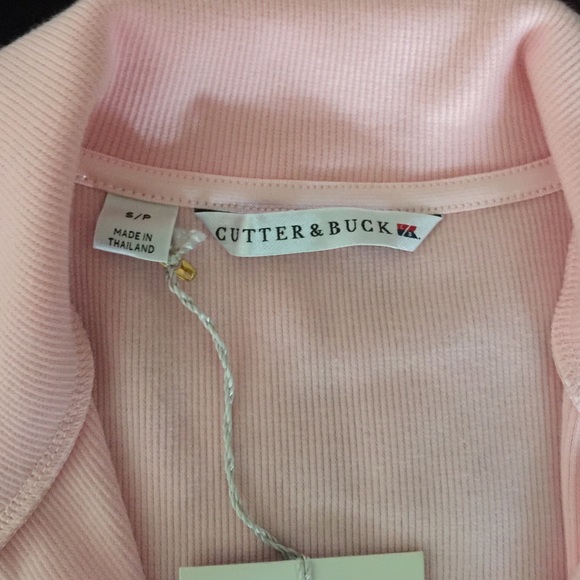 S/P
MADE IN
THAILAND
CUTTER & BUCK